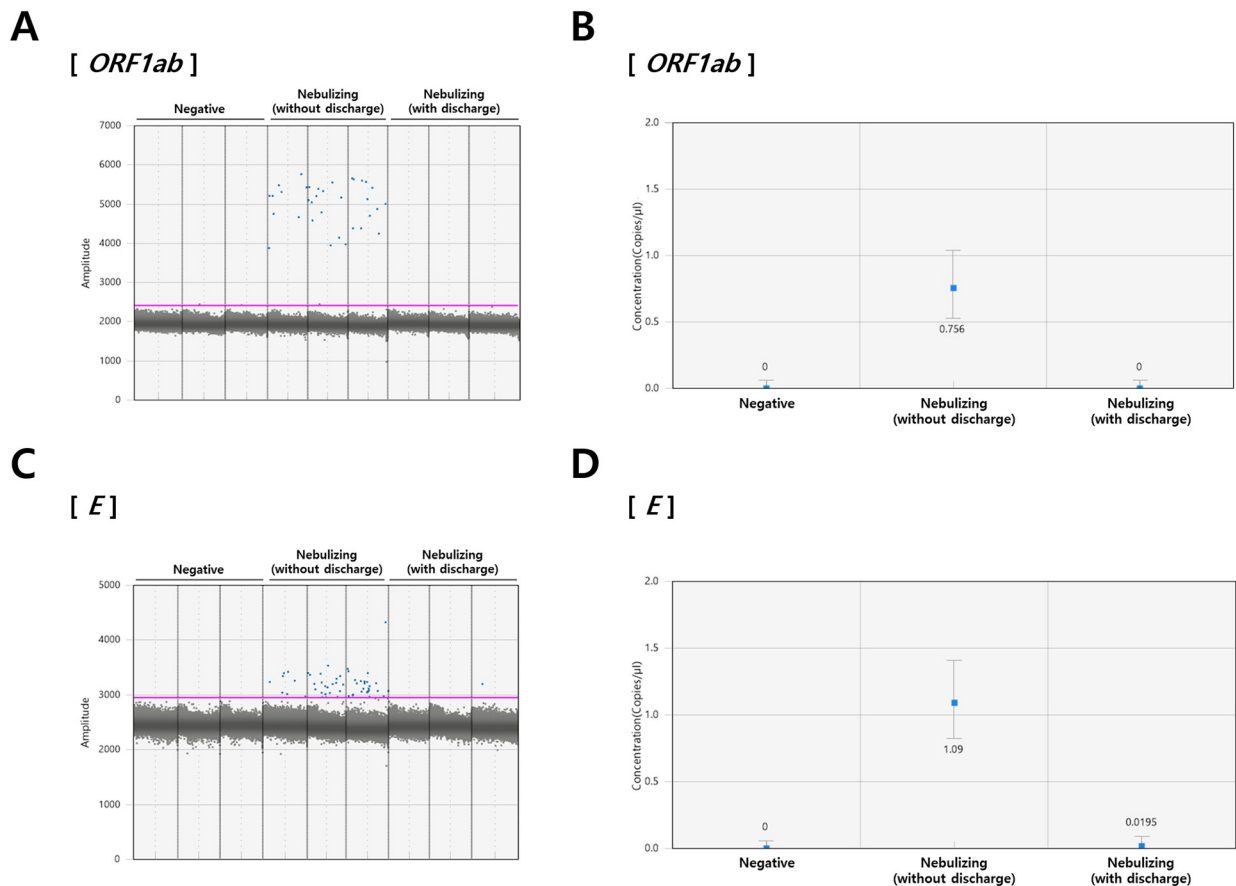 A
[ ORF1ab ]
Negative
Nebulizing
(without discharge)
Nebulizing
(with discharge)
7000
6000
5000
4000
3000
2000
1000
0
Amplitude
B
[ ORF1ab ]
2.0
1.5
1.0
0.5
0.0
Concentration(Copies/µl)
0
0.756
0
Negative
Nebulizing
(without discharge)
Nebulizing
(with discharge)
C
[ E ]
Negative
Nebulizing
(without discharge)
Nebulizing
(with discharge)
5000
4000
3000
2000
1000
0
Amplitude
D
[ E ]
2.0
1.5
1.0
0.5
0.0
Concentration(Copies/µl)
0
1.09
0.0195
Negative
Nebulizing
(without discharge)
Nebulizing
(with discharge)